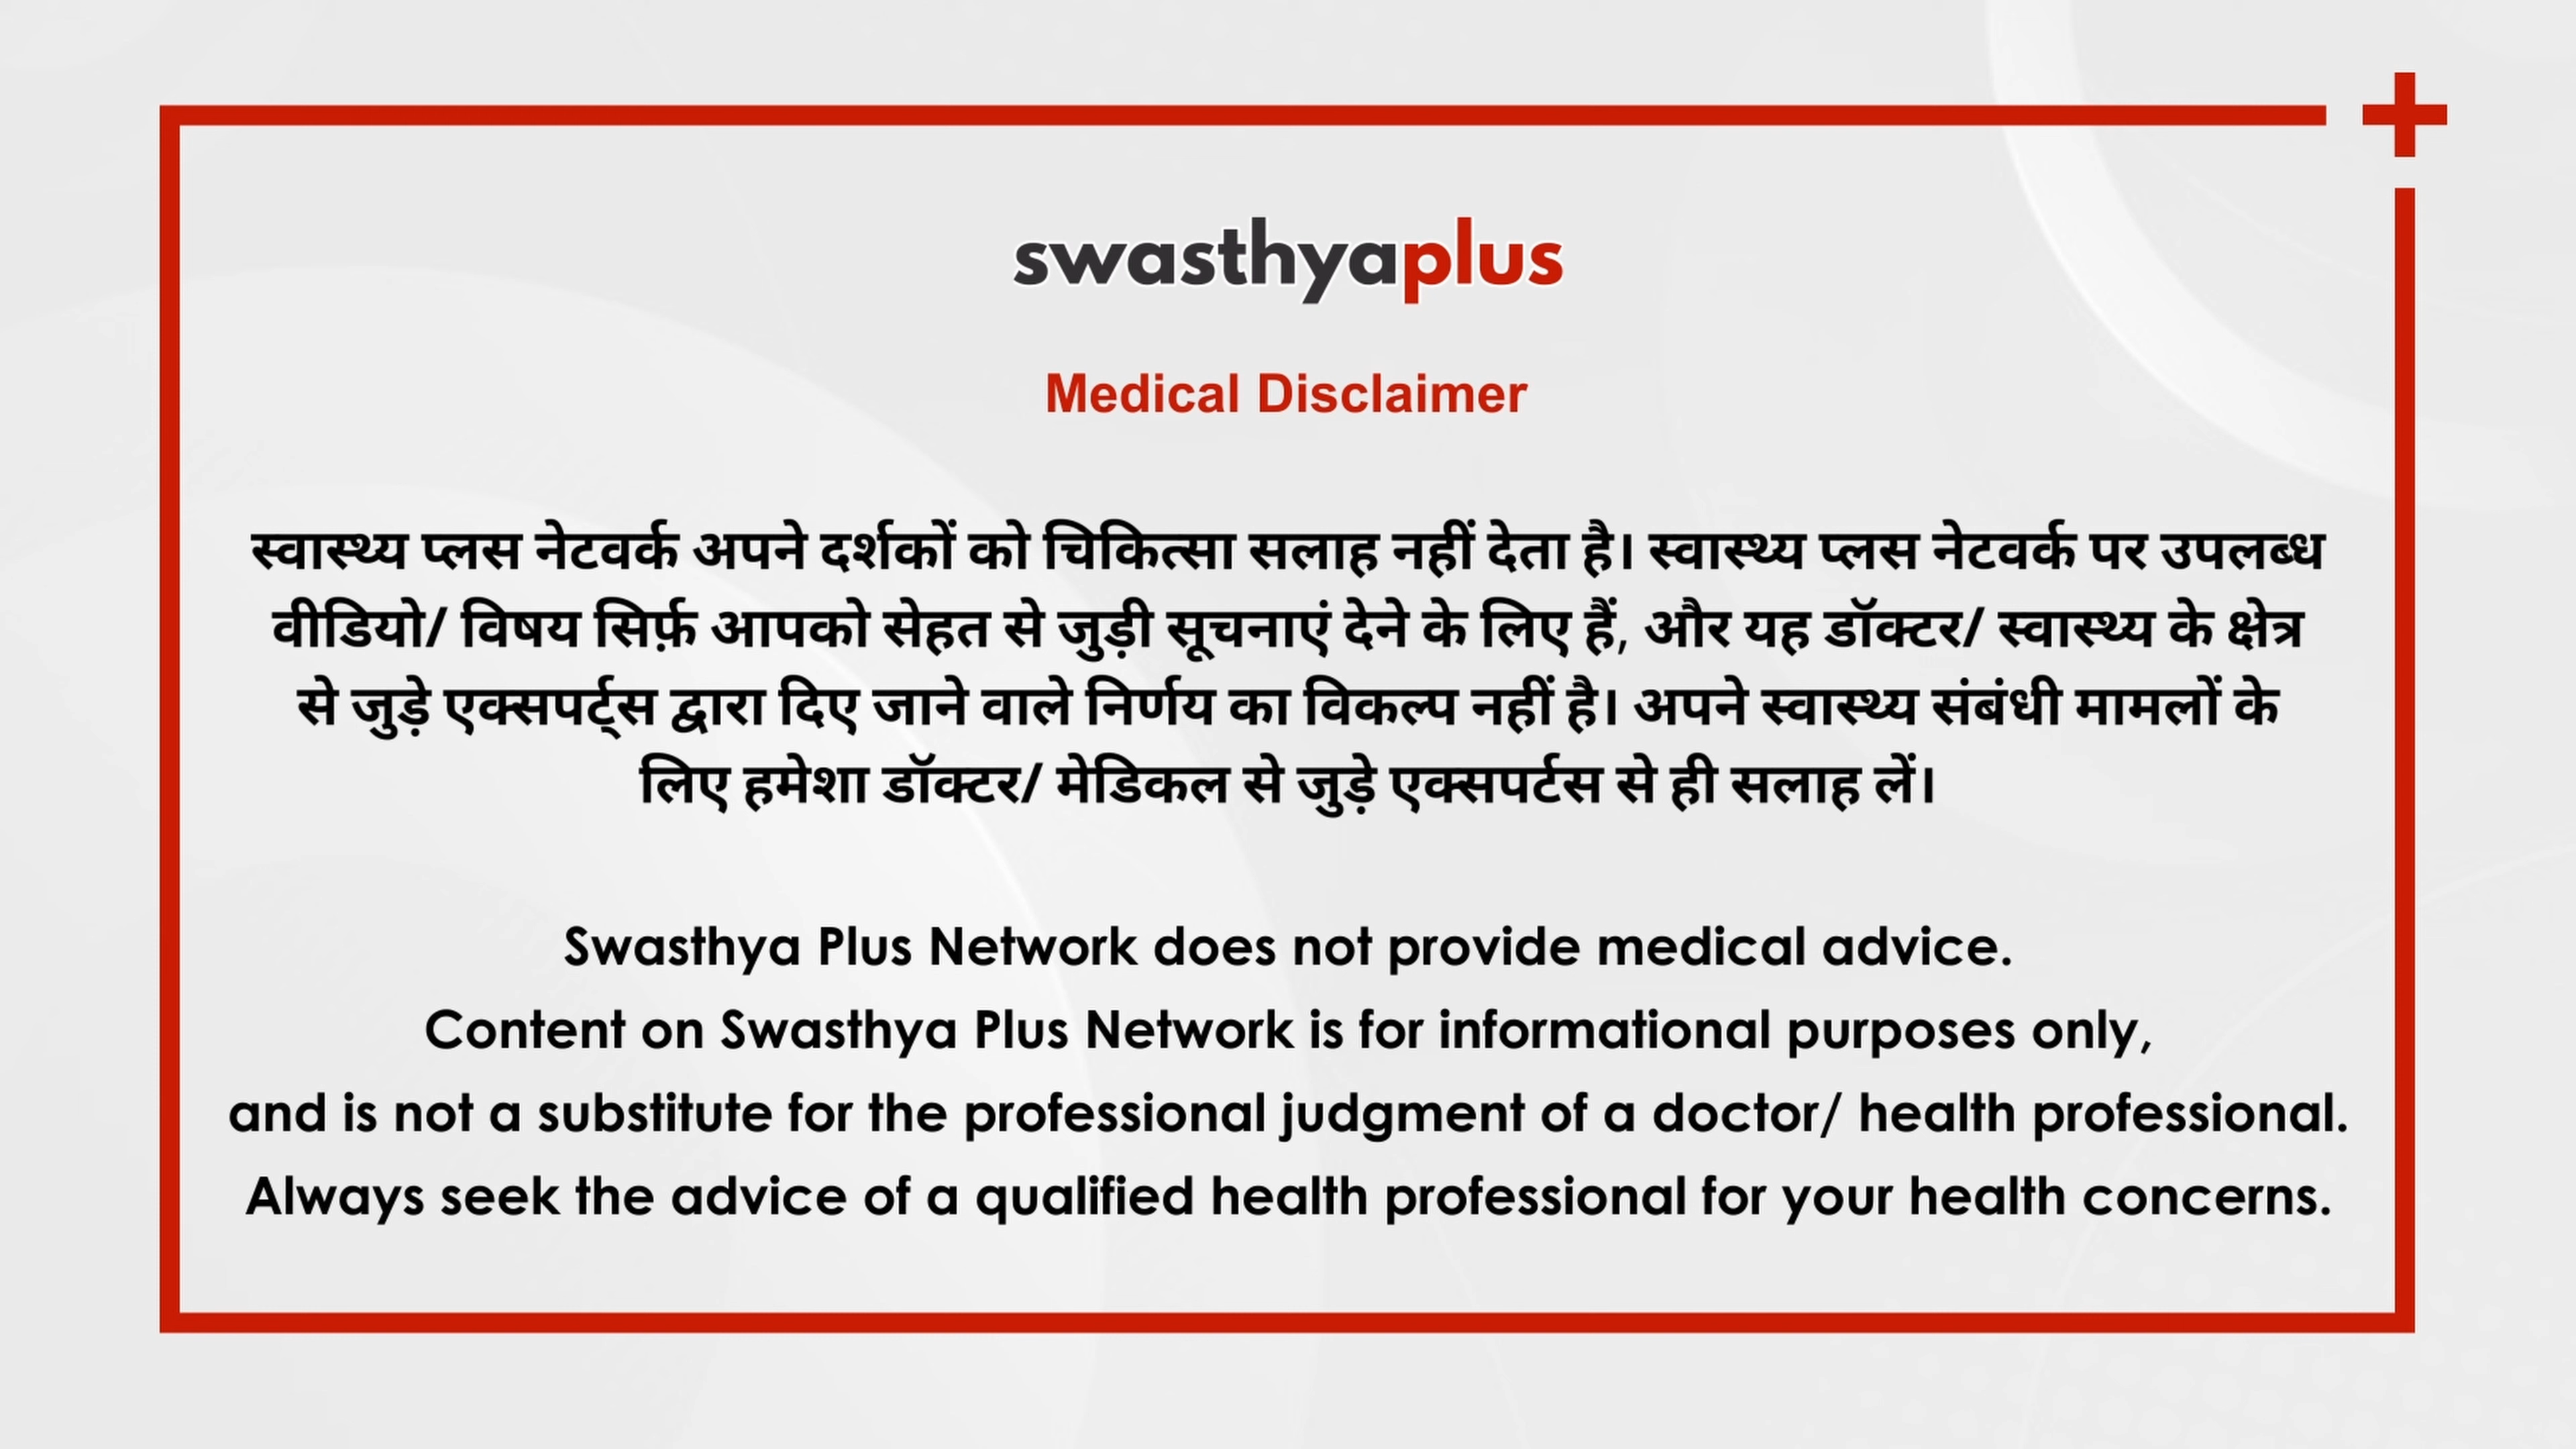 swasthyaplus
Medical Disclaimer
स्वास्थ्य प्लस नेटवर्क अपने दर्शकों को चिकित्सा सलाह नहीं देता है। स्वास्थ्य प्लस नेटवर्क पर उपलब्ध
वीडियो/ विषय सिर्फ़ आपको सेहत से जुड़ी सूचनाएं देने के लिए हैं, और यह डॉक्टर/ स्वास्थ्य के क्षेत्र
से जुड़े एक्सपर्ट्स द्वारा दिए जाने वाले निर्णय का विकल्प नहीं है। अपने स्वास्थ्य संबंधी मामलों के
लिए हमेशा डॉक्टर/ मेडिकल से जुड़े एक्सपर्टस से ही सलाह लें।
Swasthya Plus Network does not provide medical advice.
Content on Swasthya Plus Network is for informational purposes only,
and is not a substitute for the professional judgment of a doctor/ health professional.
Always seek the advice of a qualified health professional for your health concerns.